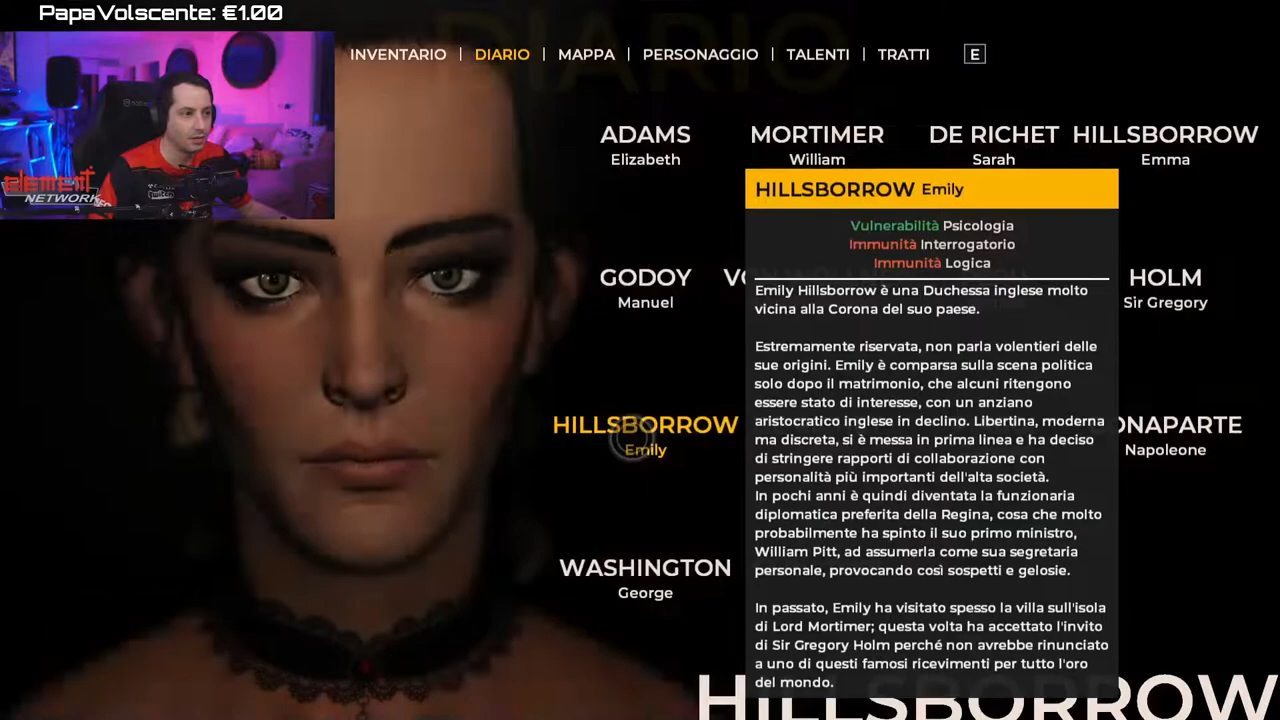 PapaVolscente: €1.00
INVENTARIO | DIARIO | MAPPA | PERSONAGGIO | TALENTI | TRATTI E
ELEMENT
NETWORK
ADAMS
Elizabeth
MORTIMER
William
DE RICHET
Sarah
HILLSBORROW
Emma
HILLSBORROW Emily
Vulnerabilità Psicologia
Immunità Interrogatorio
Immunità Logica
Emily Hillsborrow è una Duchessa inglese molto
vicina alla Corona del suo paese.
Estremamente riservata, non parla volentieri delle
sue origini. Emily è comparsa sulla scena politica
solo dopo il matrimonio, che alcuni ritengono
essere stato di interesse, con un anziano
aristocratico inglese in declino. Libertina, moderna
ma discreta, si è messa in prima linea e ha deciso
di stringere rapporti di collaborazione con
personalità più importanti dell'alta società.
In pochi anni è quindi diventata la funzionaria
diplomatica preferita della Regina, cosa che molto
probabilmente ha spinto il suo primo ministro,
William Pitt, ad assumerla come sua segretaria
personale, provocando così sospetti e gelosie.
In passato, Emily ha visitato spesso la villa sull'isola
di Lord Mortimer; questa volta ha accettato l'invito
di Sir Gregory Holm perché non avrebbe rinunciato
a uno di questi famosi ricevimenti per tutto l'oro
del mondo.
GODOY
Manuel
HOLM
Sir Gregory
HILLSBORROW
Emily
ONAPARTE
Napoleone
WASHINGTON
George
HILLSBORROW